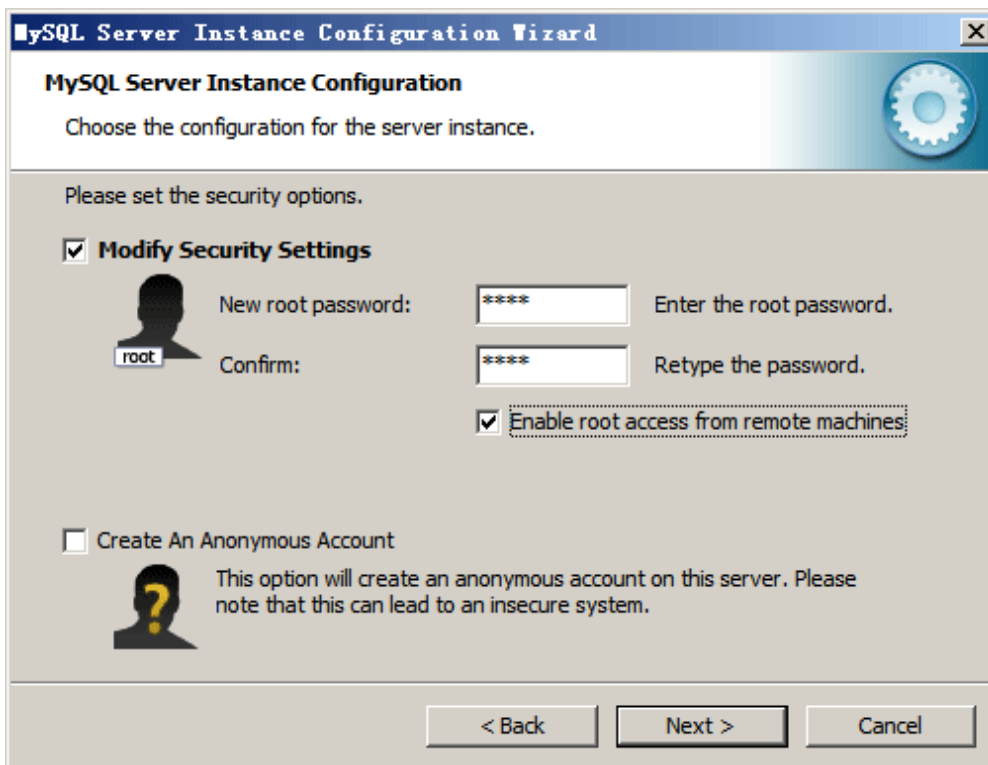 MySQL Server Instance Configuration Wizard
MySQL Server Instance Configuration
Choose the configuration for the server instance.
Please set the security options.
Modify Security Settings
New root password: **** Enter the root password.
root
Confirm: **** Retype the password.
Enable root access from remote machines
Create An Anonymous Account
?
This option will create an anonymous account on this server. Please
note that this can lead to an insecure system.
< Back Next > Cancel